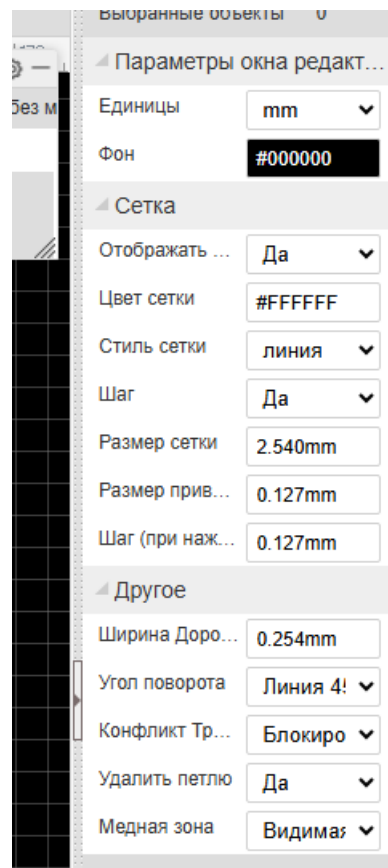 Выбранные объекты 0
Параметры окна редакт...
без м
Единицы mm
Фон #000000
Сетка
Отображать ... Да
Цвет сетки #FFFFFF
Стиль сетки линия
Шаг Да
Размер сетки 2.540mm
Размер прив... 0.127mm
Шаг (при наж... 0.127mm
Другое
Ширина Доро... 0.254mm
Угол поворота Линия 4
Конфликт Тр... Блокиро
Удалить петлю Да
Медная зона Видимая